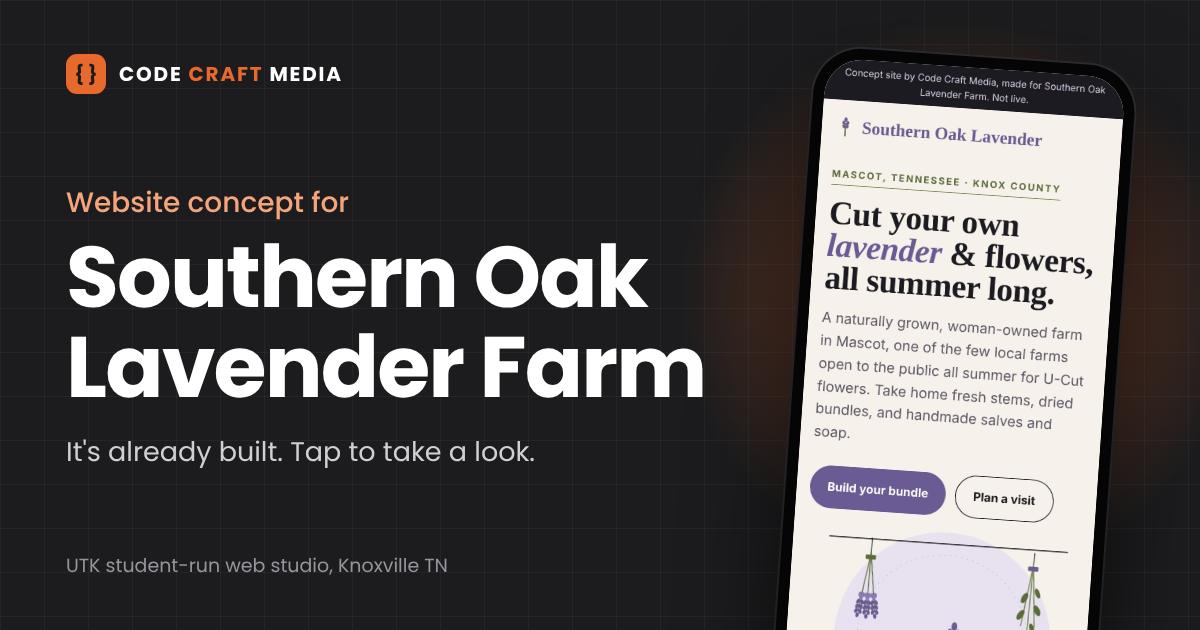 { } CODE CRAFT MEDIA
Website concept for
Southern Oak
Lavender Farm
It's already built. Tap to take a look.
UTK student-run web studio, Knoxville TN
Concept site by Code Craft Media, made for Southern Oak
Lavender Farm. Not live.
Southern Oak Lavender
MASCOT, TENNESSEE · KNOX COUNTY
Cut your own
lavender & flowers,
all summer long.
A naturally grown, woman-owned farm
in Mascot, one of the few local farms
open to the public all summer for U-Cut
flowers. Take home fresh stems, dried
bundles, and handmade salves and
soap.
Build your bundle
Plan a visit